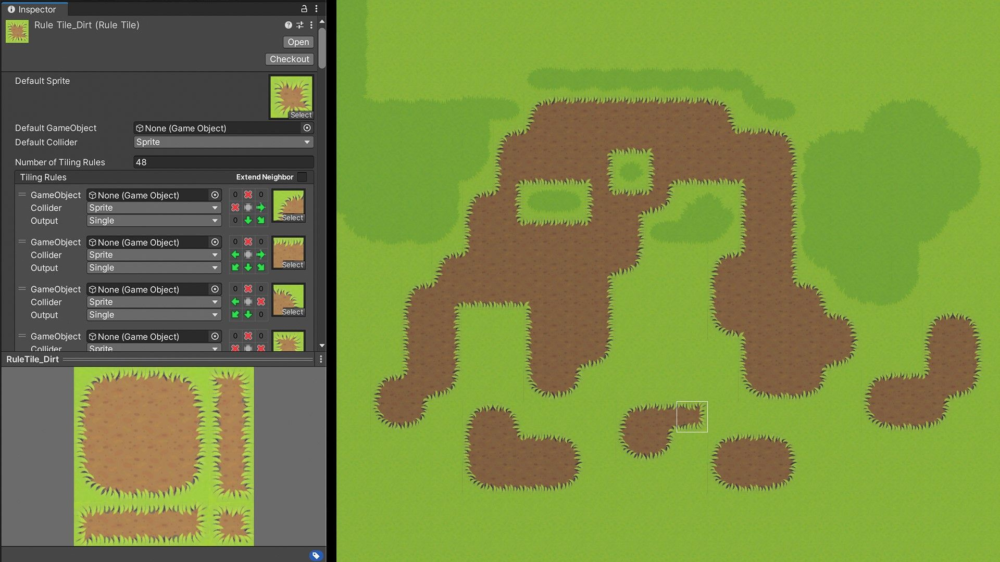 Inspector
Rule Tile_Dirt (Rule Tile)
Open
Checkout
Default Sprite
Select
Default GameObject None (Game Object)
Default Collider Sprite
Number of Tiling Rules 48
Tiling Rules Extend Neighbor
GameObject None (Game Object) 0 0
Collider Sprite
Select
Output Single 0
GameObject None (Game Object) 0 0
Collider Sprite
Select
Output Single
GameObject None (Game Object) 0 0
Collider Sprite
Select
Output Single 0
GameObject None (Game Object) 0 0
Collider Sprite
RuleTile_Dirt